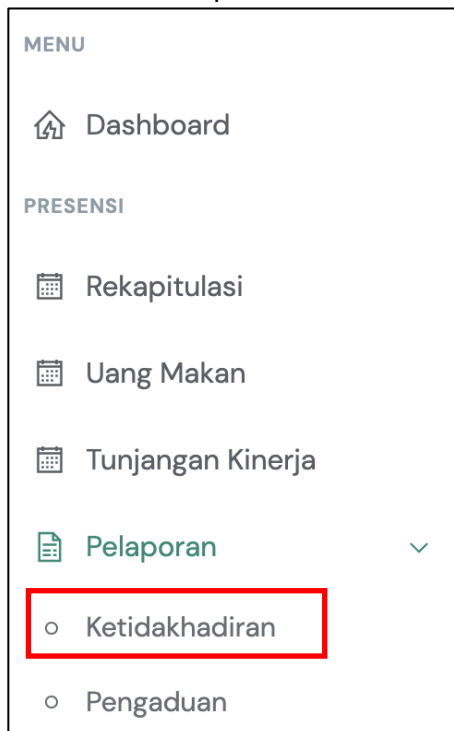 MENU
Dashboard
PRESENSI
Rekapitulasi
Uang Makan
Tunjangan Kinerja
Pelaporan
Ketidakhadiran
Pengaduan